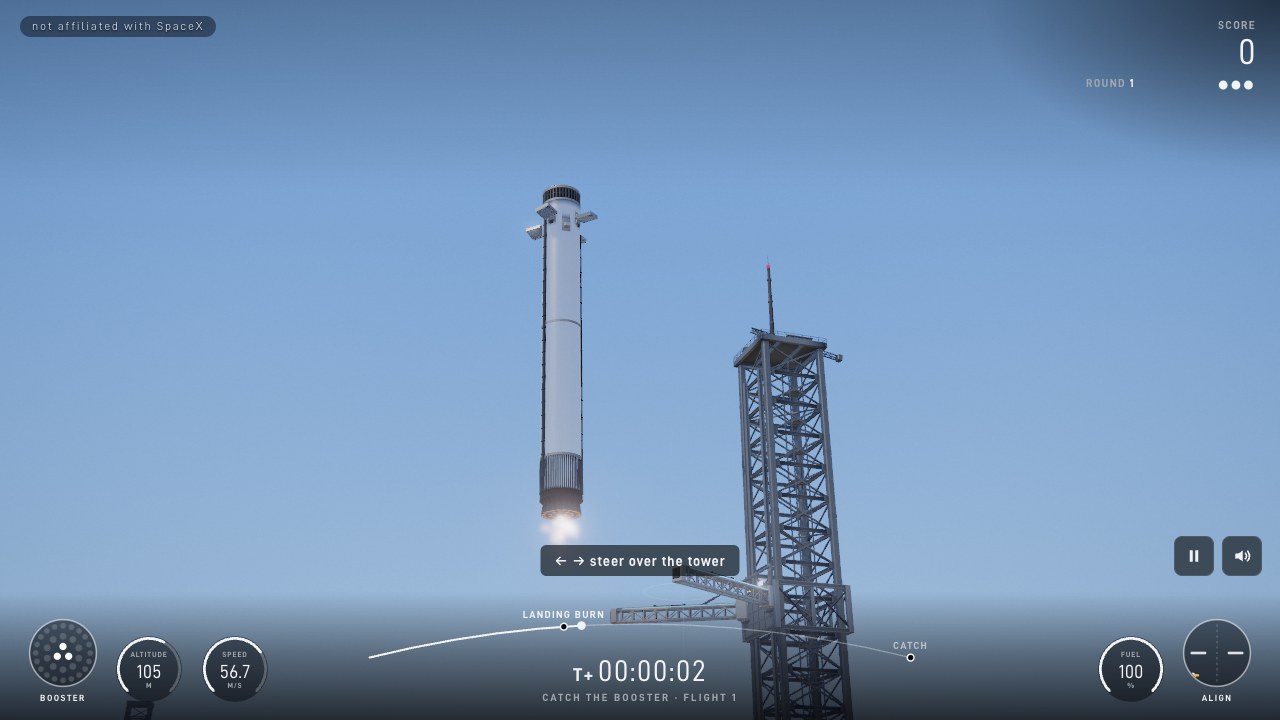 not affiliated with SpaceX
SCORE
0
ROUND 1
← → steer over the tower
LANDING BURN
CATCH
ALTITUDE
105
M
SPEED
56.7
M/S
BOOSTER
T+ 00:00:02
CATCH THE BOOSTER · FLIGHT 1
FUEL
100
%
ALIGN